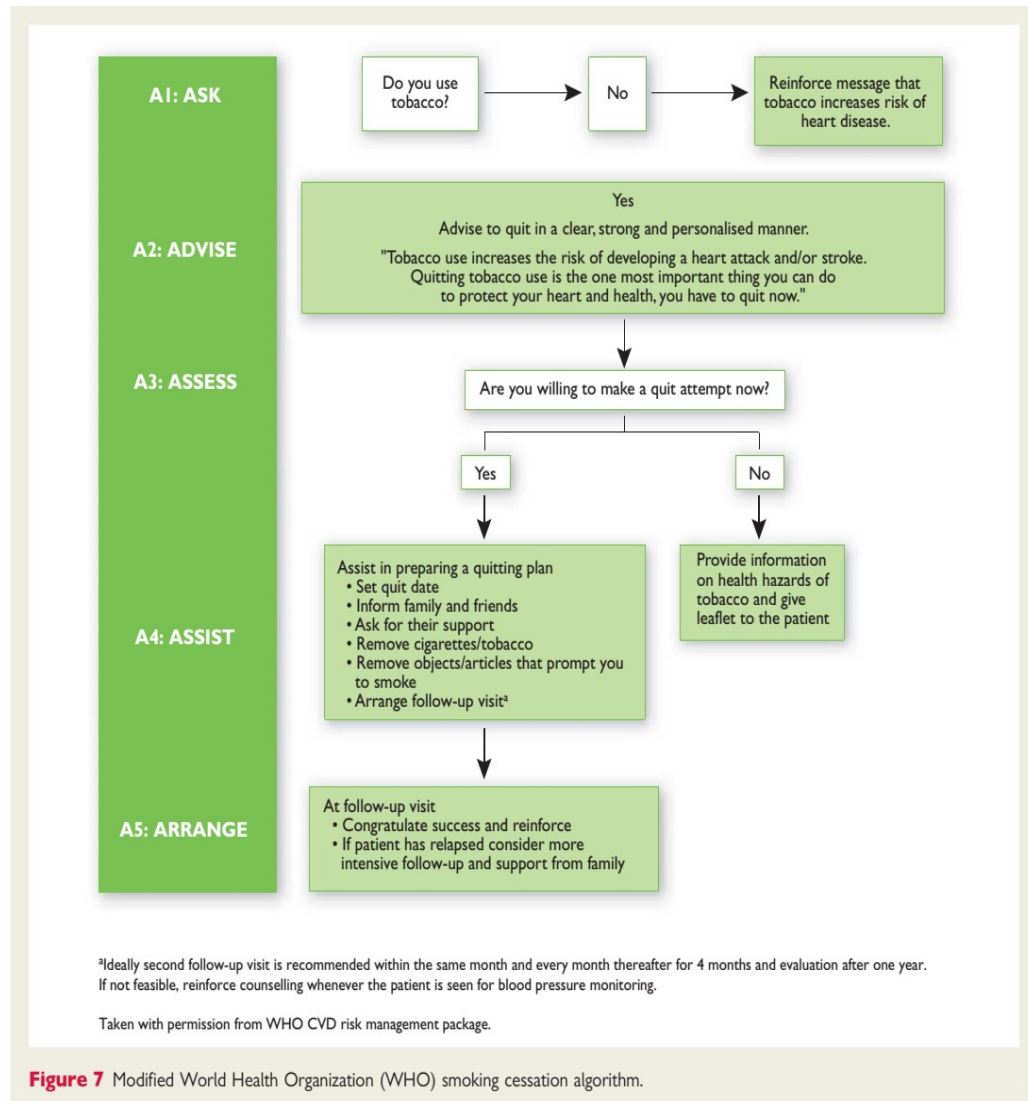 A1: ASK
Do you use
tobacco?
No
Reinforce message that
tobacco increases risk of
heart disease.
A2: ADVISE
Yes
Advise to quit in a clear, strong and personalised manner.
"Tobacco use increases the risk of developing a heart attack and/or stroke.
Quitting tobacco use is the one most important thing you can do
to protect your heart and health, you have to quit now."
A3: ASSESS
Are you willing to make a quit attempt now?
Yes
No
A4: ASSIST
Assist in preparing a quitting plan
• Set quit date
• Inform family and friends
• Ask for their support
• Remove cigarettes/tobacco
• Remove objects/articles that prompt you
to smoke
• Arrange follow-up visitª
Provide information
on health hazards of
tobacco and give
leaflet to the patient
A5: ARRANGE
At follow-up visit
• Congratulate success and reinforce
• If patient has relapsed consider more
intensive follow-up and support from family
ªIdeally second follow-up visit is recommended within the same month and every month thereafter for 4 months and evaluation after one year.
If not feasible, reinforce counselling whenever the patient is seen for blood pressure monitoring.
Taken with permission from WHO CVD risk management package.
Figure 7 Modified World Health Organization (WHO) smoking cessation algorithm.